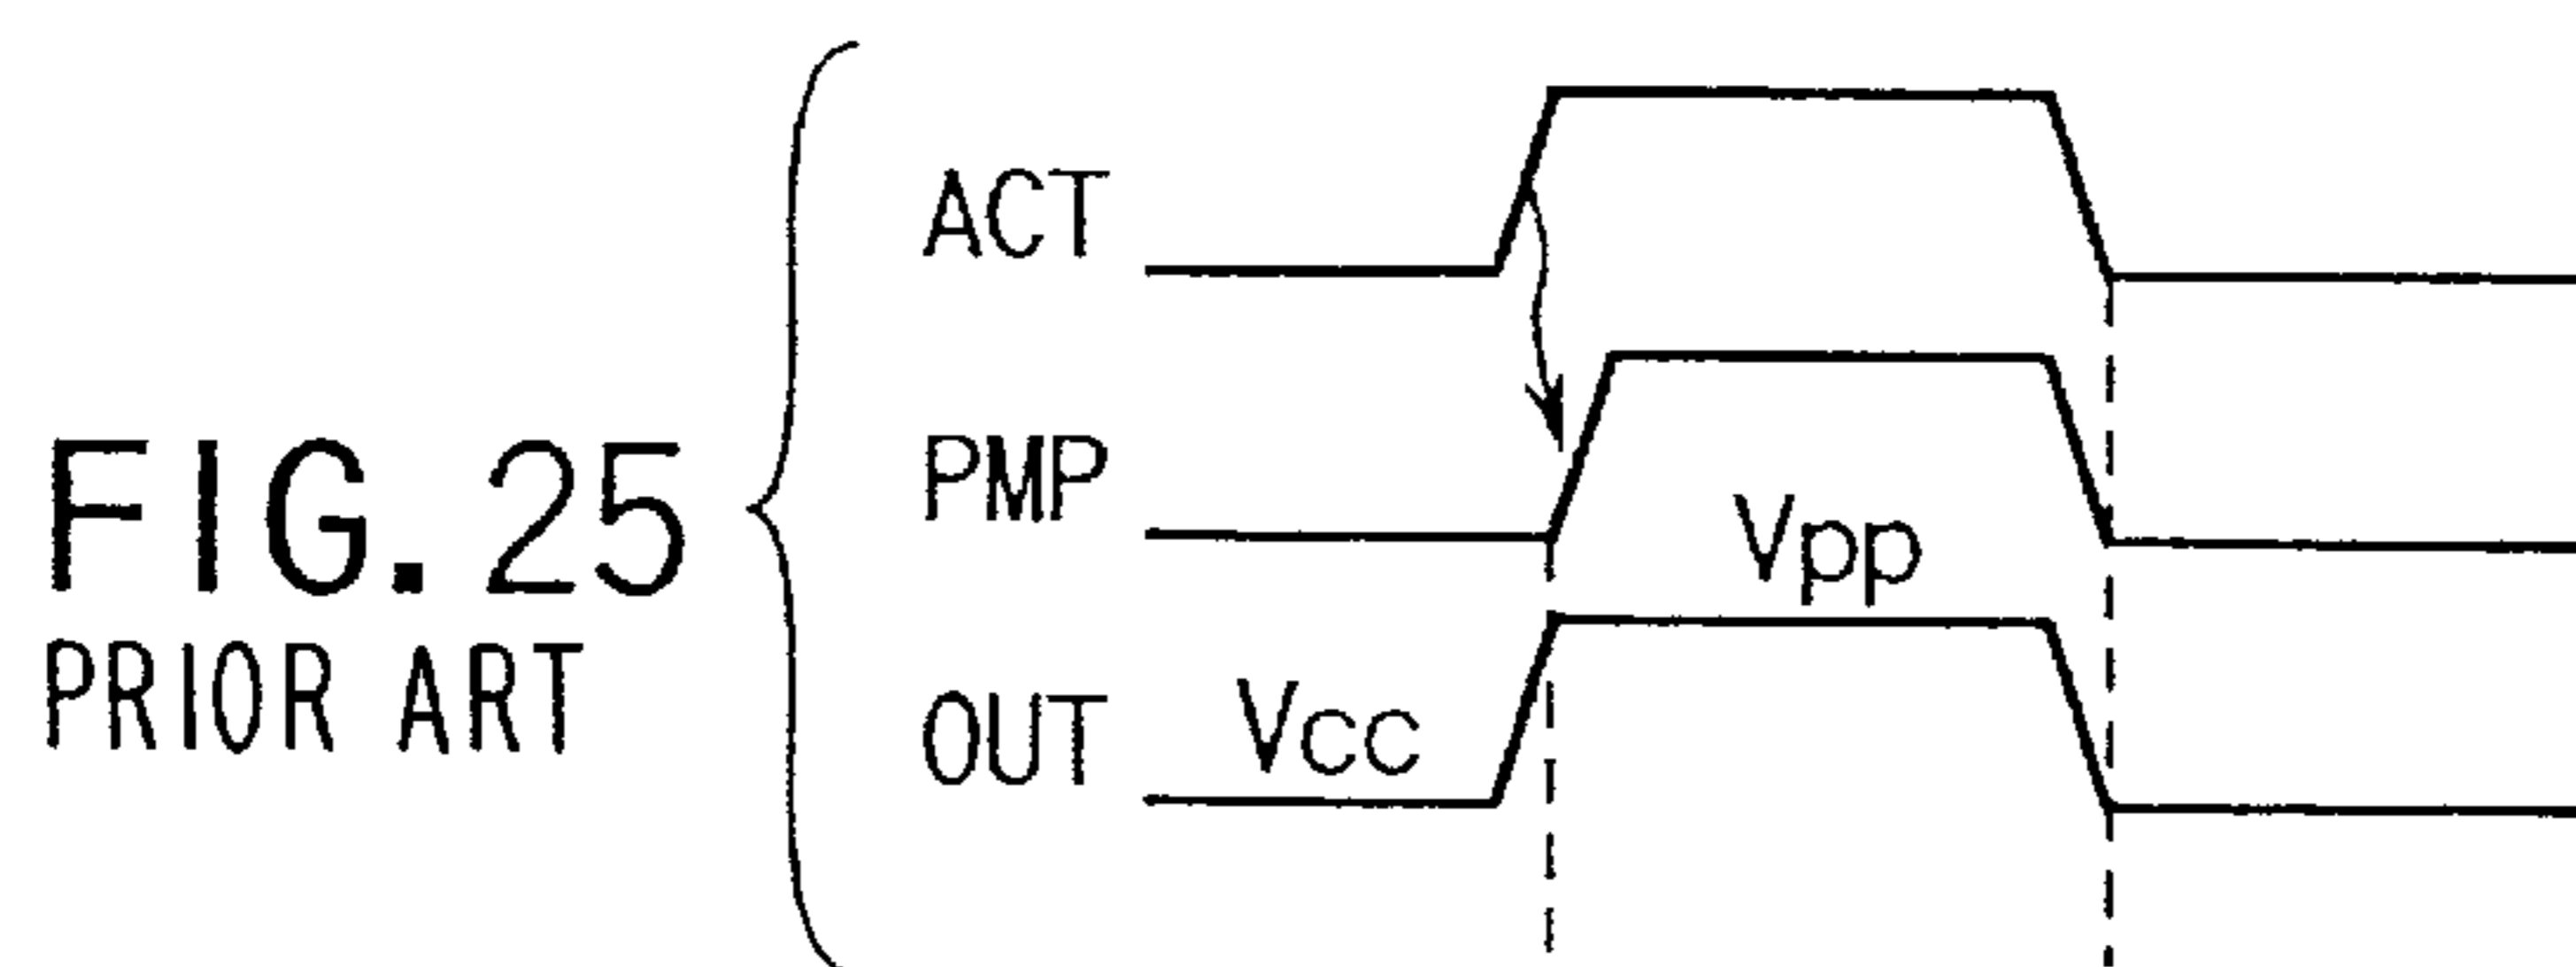 FIG. 25
PRIOR ART
ACT
PMP
Vpp
OUT
Vcc